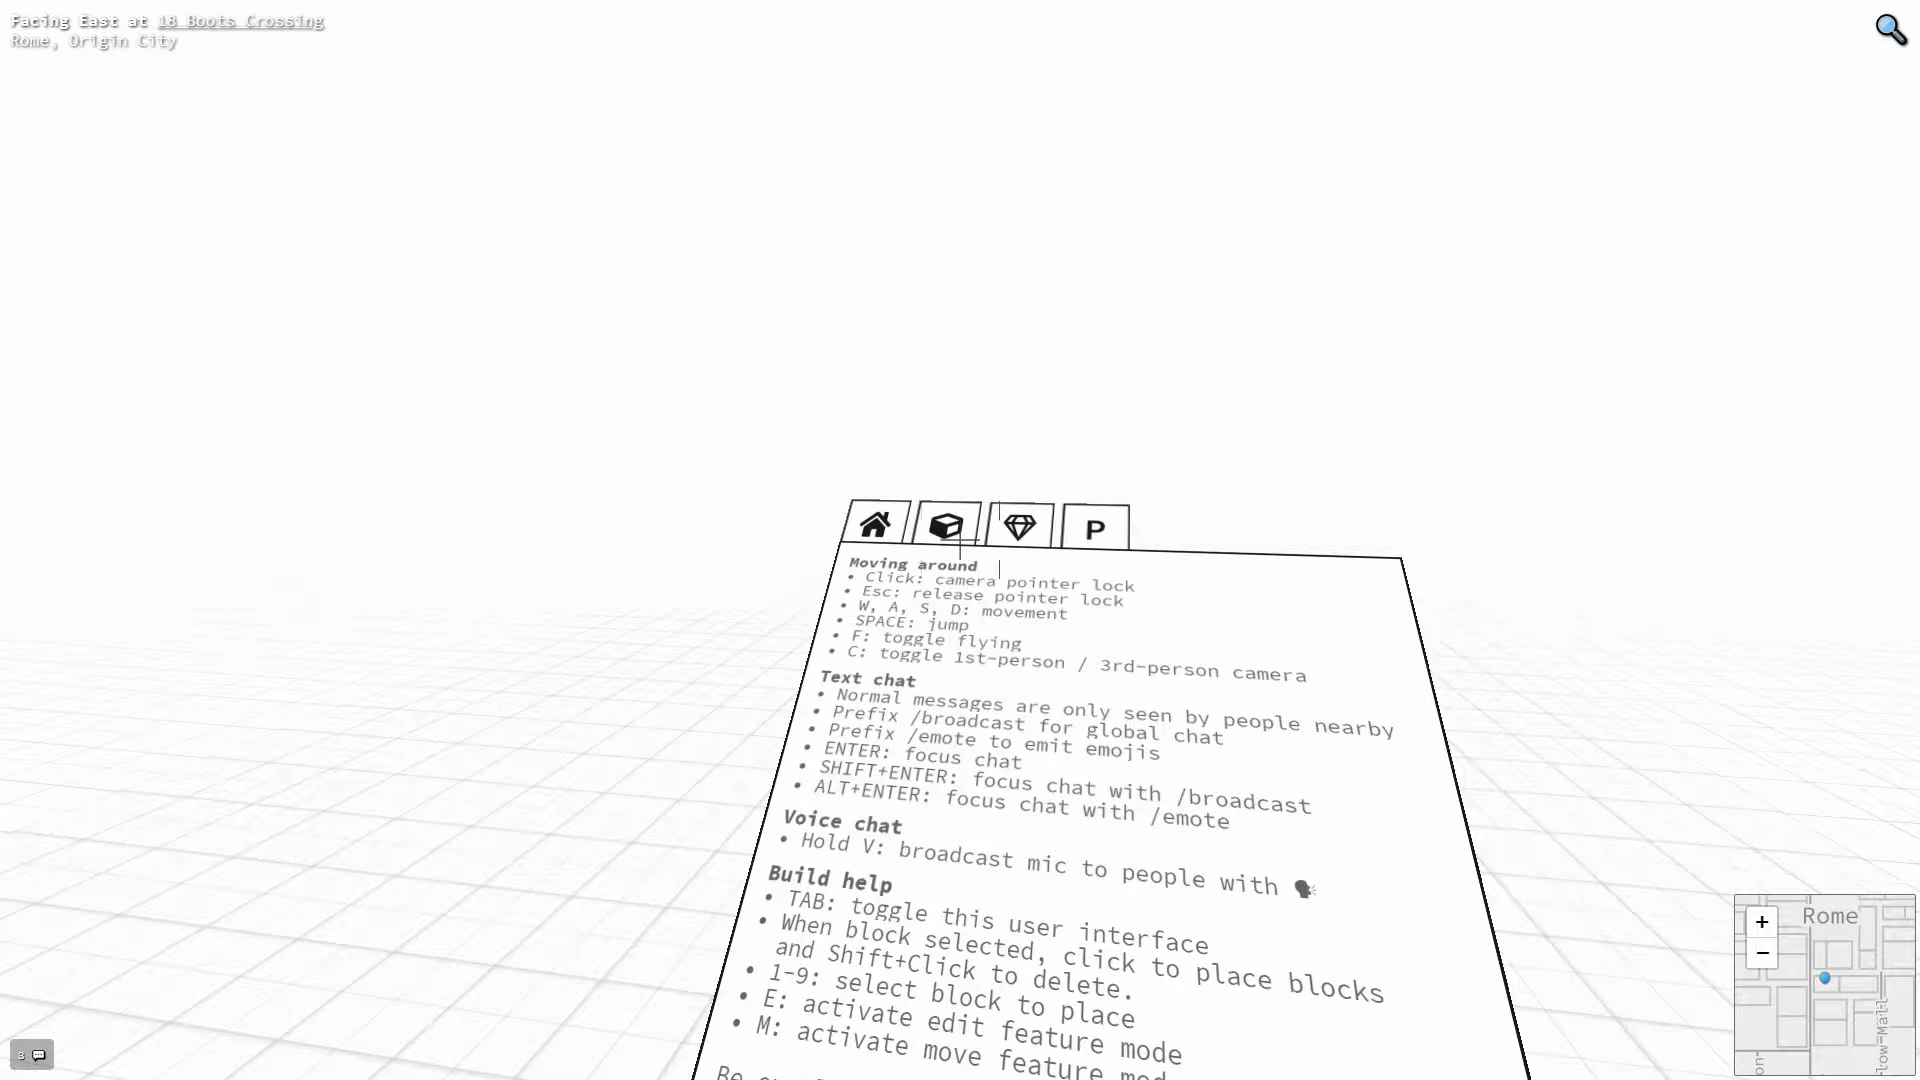 Facing East at 18 Boots Crossing
Rome, Origin City
P
Moving around
• Click: camera pointer lock
• Esc: release pointer lock
• W, A, S, D: movement
• SPACE: jump
• F: toggle flying
• C: toggle 1st-person / 3rd-person camera
Text chat
• Normal messages are only seen by people nearby
• Prefix /broadcast for global chat
• Prefix /emote to emit emojis
• ENTER: focus chat
• SHIFT+ENTER: focus chat with /broadcast
• ALT+ENTER: focus chat with /emote
Voice chat
• Hold V: broadcast mic to people with 🗣
Build help
• TAB: toggle this user interface
• When block selected, click to place blocks
and Shift+Click to delete.
• 1-9: select block to place
• E: activate edit feature mode
• M: activate move feature
Be
+
Rome
−
3